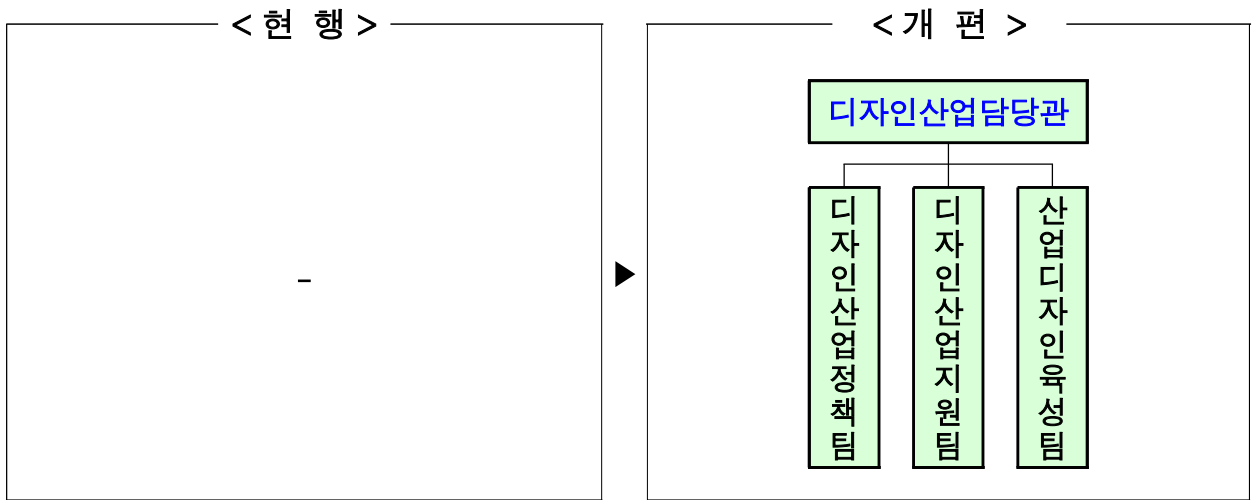 < 현 행 >
–
▶
< 개 편 >
디자인산업담당관
디자인산업정책팀
디자인산업지원팀
산업디자인육성팀